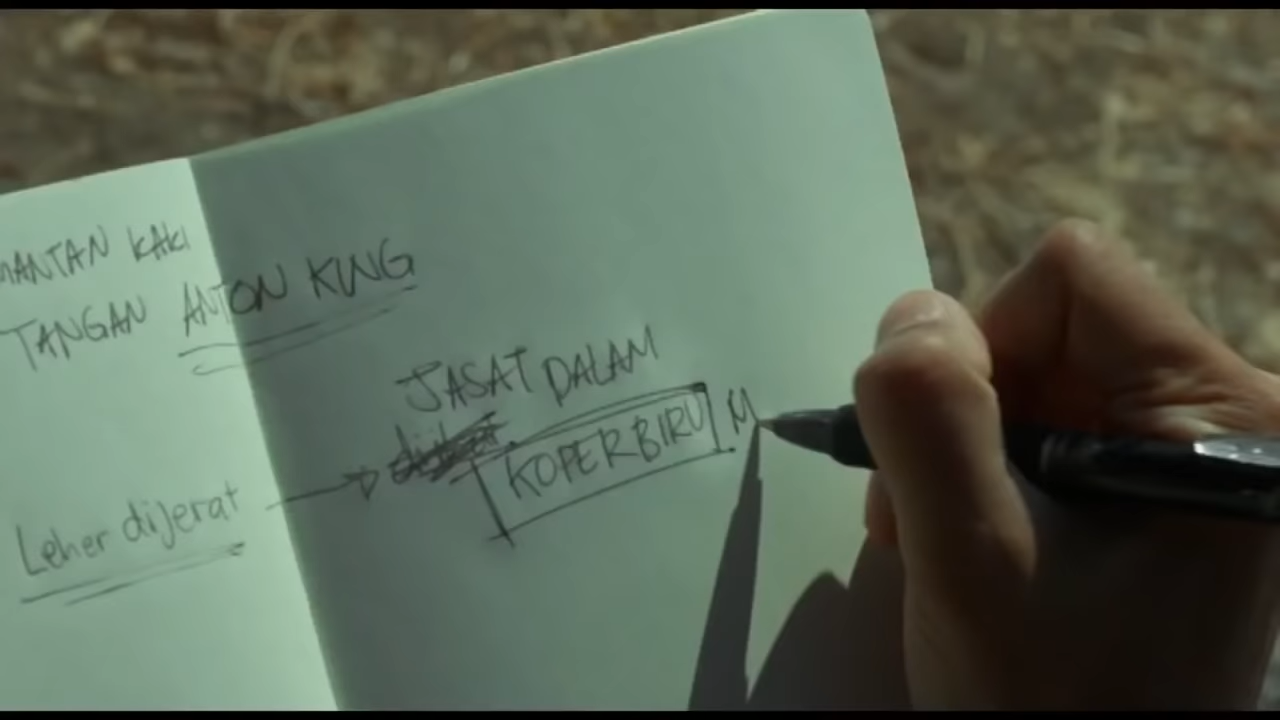 MANTAN KAKI
TANGAN ANTON KING
JASAT DALAM
KOPER BIRU M
Leher dijerat